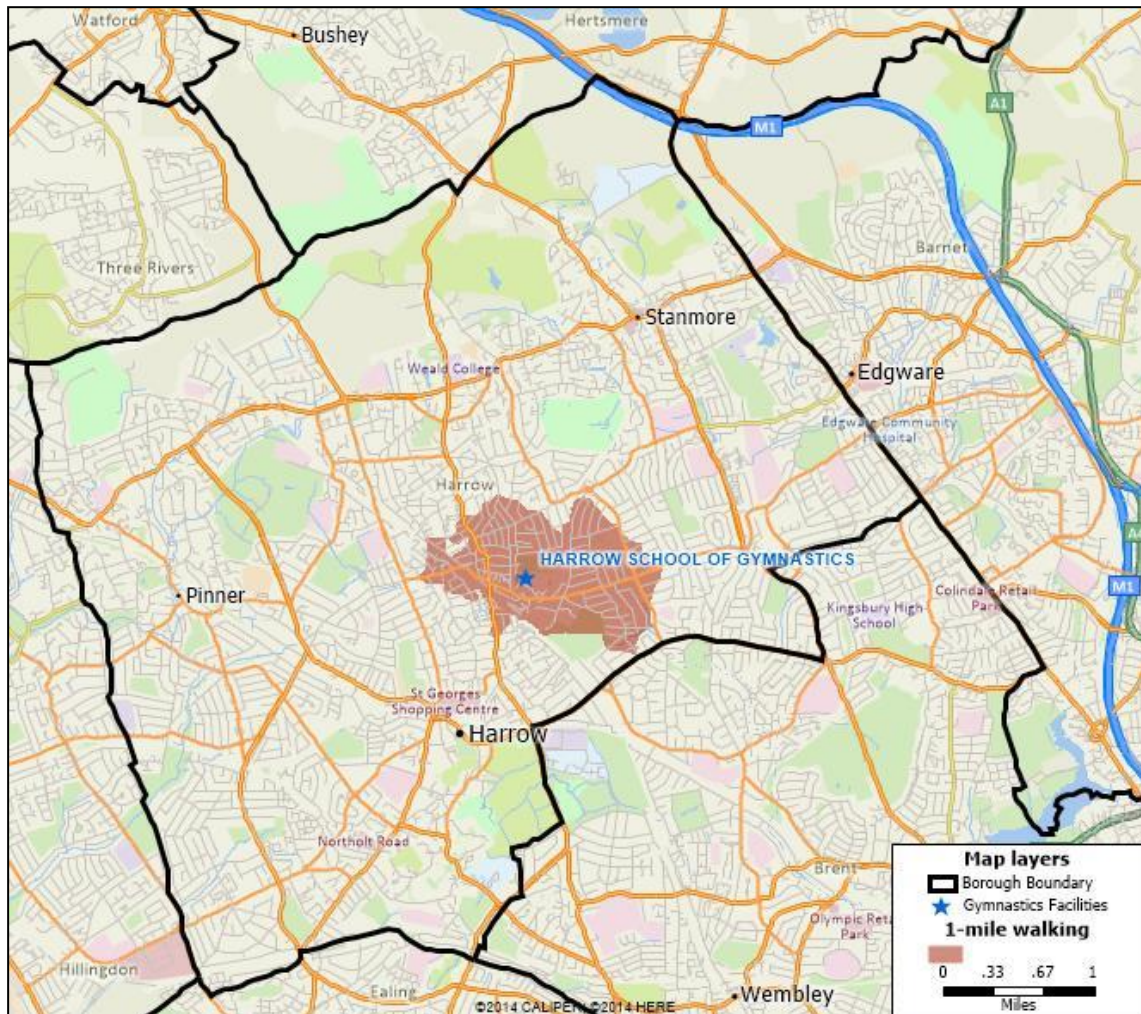 Watford
Hertsmere
Bushey
A1
M1
Barnet
Three Rivers
Stanmore
Weald College
Edgware
Edgware Community
Hospital
Harrow
HARROW SCHOOL OF GYMNASTICS
Pinner
Kingsbury High
School
Colindale Retail
Park
M1
St Georges
Shopping Centre
Harrow
Northolt Road
Brent
Olympic Retail
Park
Hillingdon
Ealing
Wembley
©2014 CALIPER; ©2014 HERE
Map layers
Borough Boundary
Gymnastics Facilities
1-mile walking
0 .33 .67 1
Miles